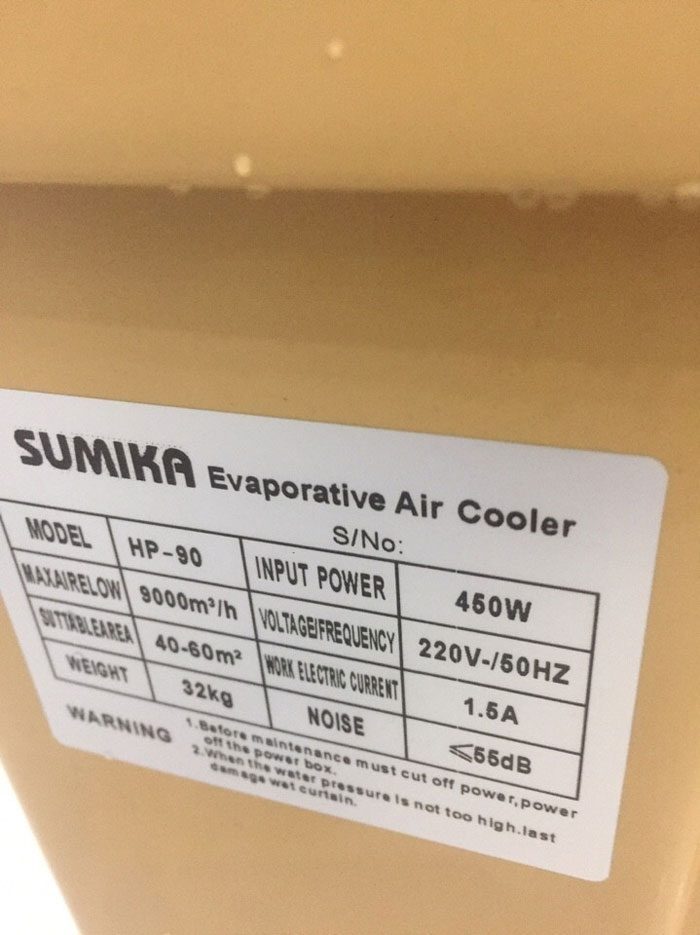 SUMIKA Evaporative Air Cooler
S/No:
MODEL HP-90 INPUT POWER 450W
MAXAIRELOW 9000m³/h VOLTAGE/FREQUENCY 220V-/50HZ
SUTTABLEAREA 40-60m² WORK ELECTRIC CURRENT 1.5A
WEIGHT 32kg NOISE ≤55dB
WARNING 1.Before maintenance must cut off power,power
off the power box.
2.When the water pressure is not too high.last
damage wet curtain.